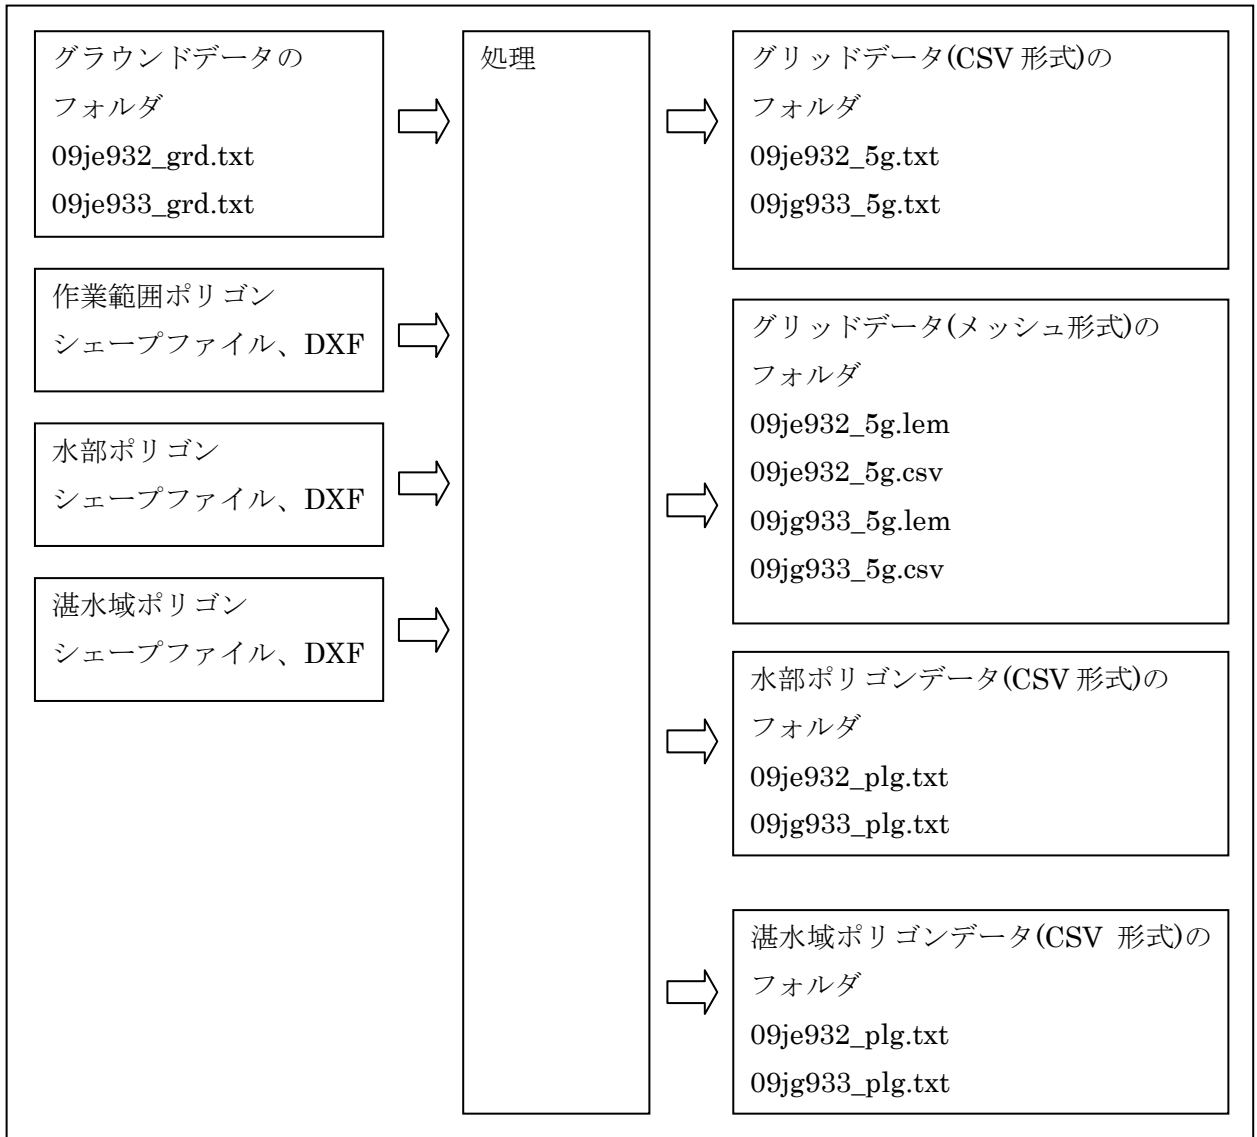 グラウンドデータの
フォルダ
09je932_grd.txt
09je933_grd.txt
作業範囲ポリゴン
シェープファイル、DXF
水部ポリゴン
シェープファイル、DXF
湛水域ポリゴン
シェープファイル、DXF
処理
グリッドデータ(CSV 形式)の
フォルダ
09je932_5g.txt
09jg933_5g.txt
グリッドデータ(メッシュ形式)の
フォルダ
09je932_5g.lem
09je932_5g.csv
09jg933_5g.lem
09jg933_5g.csv
水部ポリゴンデータ(CSV 形式)の
フォルダ
09je932_plg.txt
09jg933_plg.txt
湛水域ポリゴンデータ(CSV 形式)の
フォルダ
09je932_plg.txt
09jg933_plg.txt